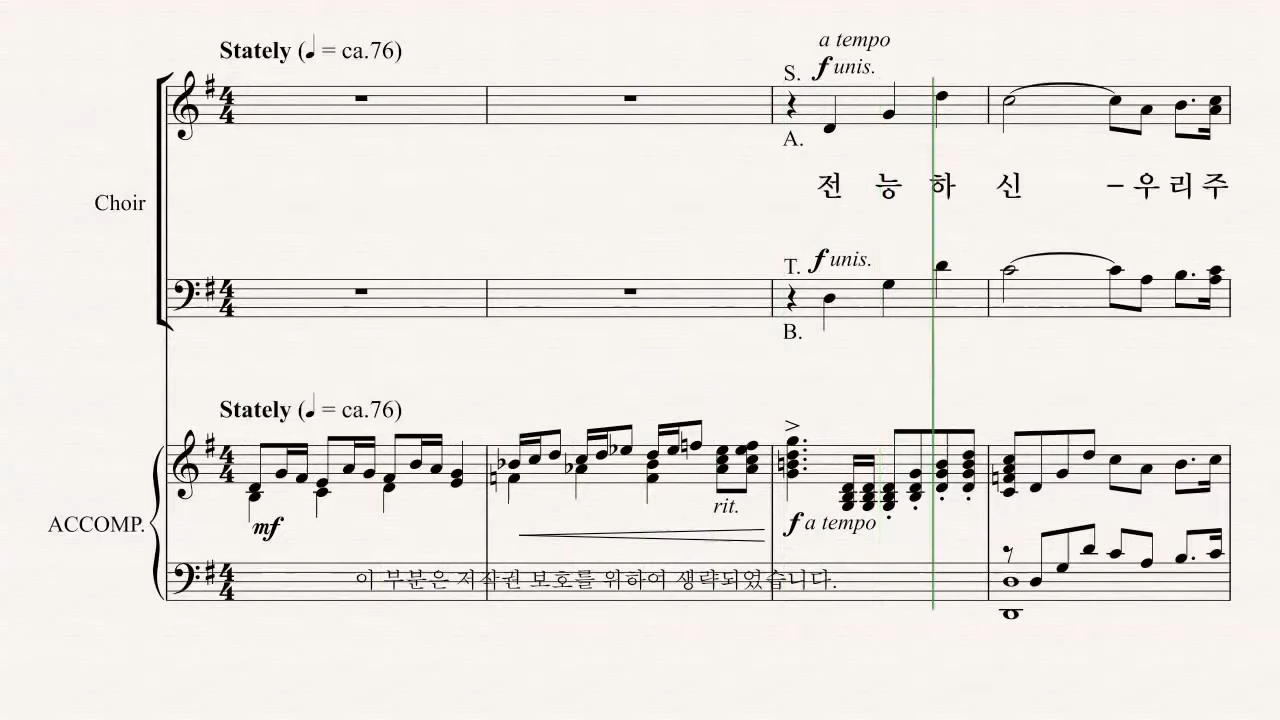 Stately (♩ = ca.76)
a tempo
S. f unis.
A.
Choir
전 능 하 신 – 우 리 주
T. f unis.
B.
Stately (♩ = ca.76)
ACCOMP.
mf
rit.
f a tempo
이 부분은 저작권 보호를 위하여 생략되었습니다.